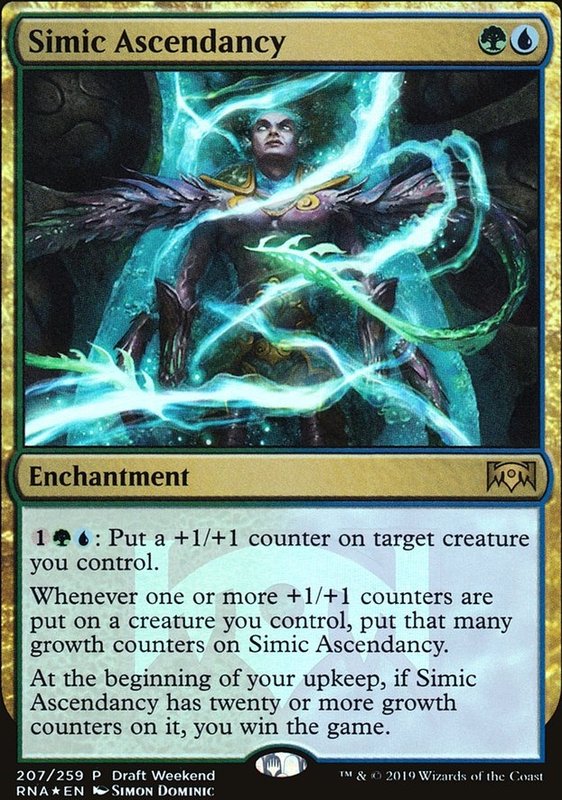 Simic Ascendancy
Enchantment
1: Put a +1/+1 counter on target creature
you control.
Whenever one or more +1/+1 counters are
put on a creature you control, put that many
growth counters on Simic Ascendancy.
At the beginning of your upkeep, if Simic
Ascendancy has twenty or more growth
counters on it, you win the game.
207/259 P Draft Weekend
RNA★EN Simon Dominic
™ & © 2019 Wizards of the Coast